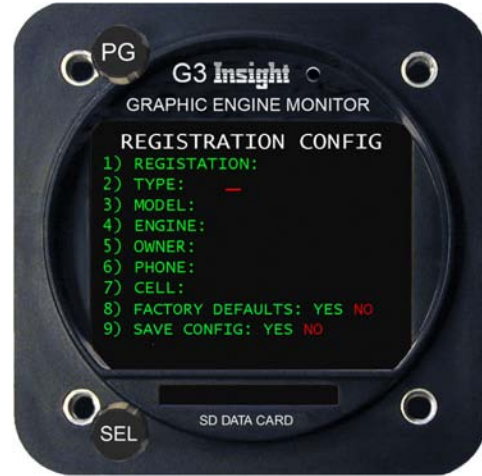 PG
G3 Insight
GRAPHIC ENGINE MONITOR
REGISTRATION CONFIG
1) REGISTATION:
2) TYPE: _
3) MODEL:
4) ENGINE:
5) OWNER:
6) PHONE:
7) CELL:
8) FACTORY DEFAULTS: YES NO
9) SAVE CONFIG: YES NO
SD DATA CARD
SEL